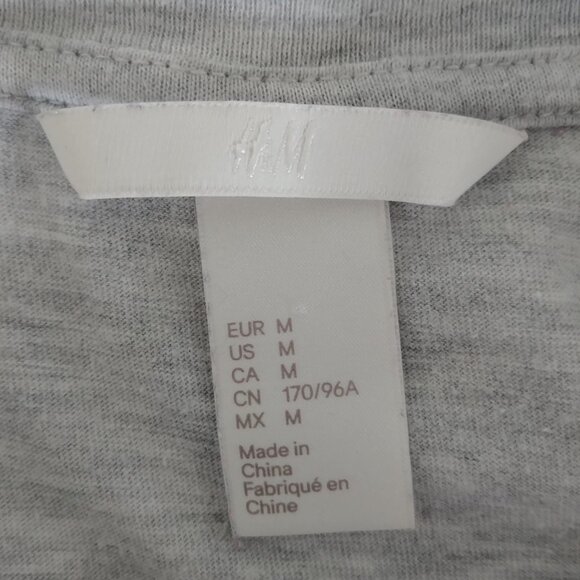 H&M
EUR M
US M
CA M
CN 170/96A
MX M
Made in
China
Fabriqué en
Chine